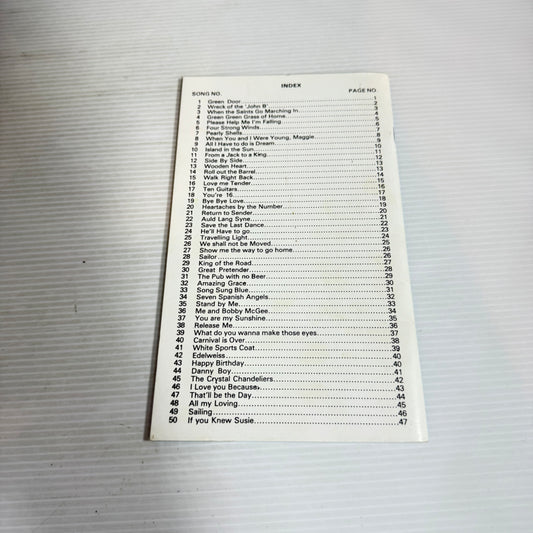 INDEX
SONG NO. PAGE NO.
1 Green Door 1
2 Wreck of the 'John B' 2
3 When the Saints Go Marching In 3
4 Green Green Grass of Home 4
5 Please Help Me I'm Falling 5
6 Four Strong Winds 6
7 Pearly Shells 7
8 When You and I Were Young, Maggie 8
9 All I Have to do is Dream 9
10 Island in the Sun 10
11 From a Jack to a King 11
12 Side By Side 12
13 Wooden Heart 13
14 Roll out the Barrel 13
15 Walk Right Back 14
16 Love me Tender 15
17 Ten Guitars 16
18 You're 16 17
19 Bye Bye Love 18
20 Heartaches by the Number 19
21 Return to Sender 20
22 Auld Lang Syne 21
23 Save the Last Dance 22
24 He'll Have to go 23
25 Travelling Light 24
26 We shall not be Moved 25
27 Show me the way to go home 26
28 Sailor 26
29 King of the Road 27
30 Great Pretender 28
31 The Pub with no Beer 29
32 Amazing Grace 30
33 Song Sung Blue 31
34 Seven Spanish Angels 32
35 Stand by Me 33
36 Me and Bobby McGee 34
37 You are my Sunshine 35
38 Release Me 36
39 What do you wanna make those eyes 37
40 Carnival is Over 38
41 White Sports Coat 39
42 Edelweiss 40
43 Happy Birthday 40
44 Danny Boy 41
45 The Crystal Chandeliers 42
46 I Love you Because 43
47 That'll be the Day 44
48 All my Loving 45
49 Sailing 46
50 If you Knew Susie 47